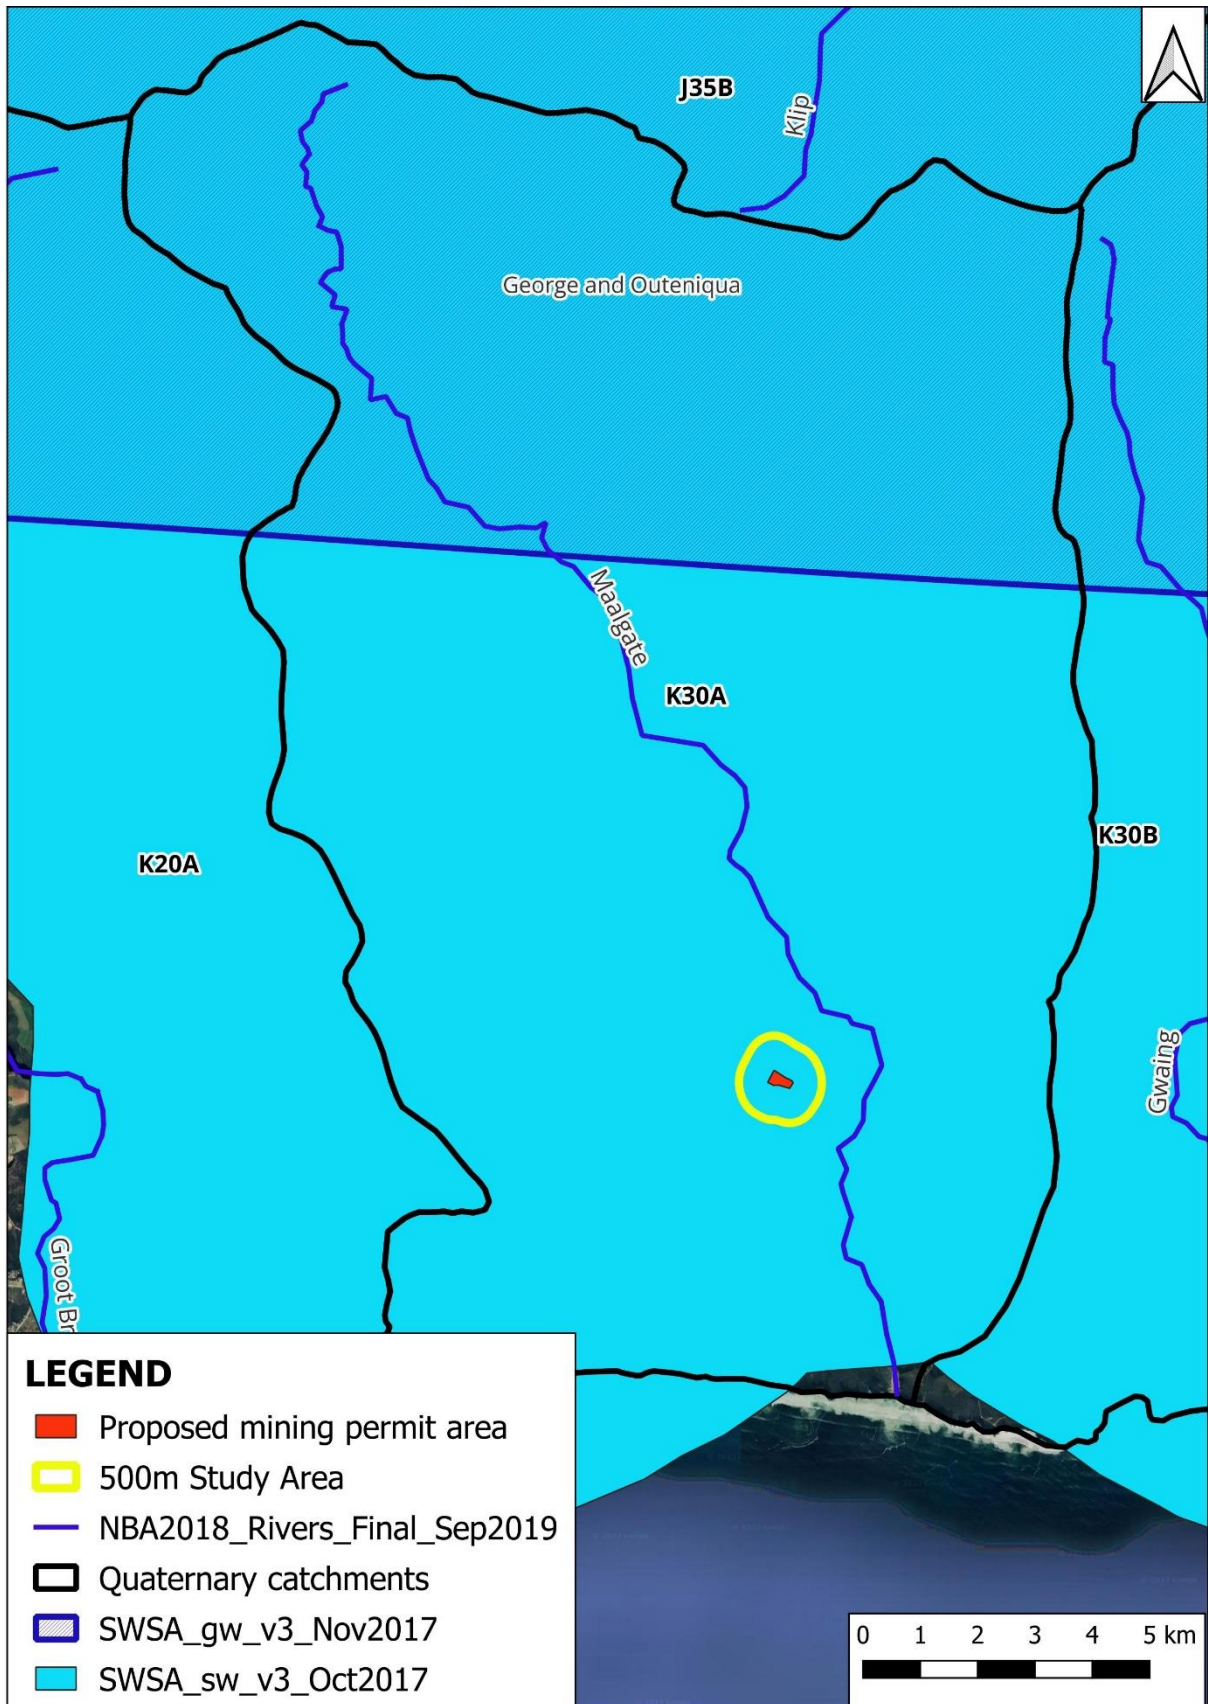 J35B
Klip
George and Outeniqua
Maalgate
K30A
K20A
K30B
Gwaing
Groot Br
LEGEND
Proposed mining permit area
500m Study Area
NBA2018_Rivers_Final_Sep2019
Quaternary catchments
SWSA_gw_v3_Nov2017
SWSA_sw_v3_Oct2017
0 1 2 3 4 5 km